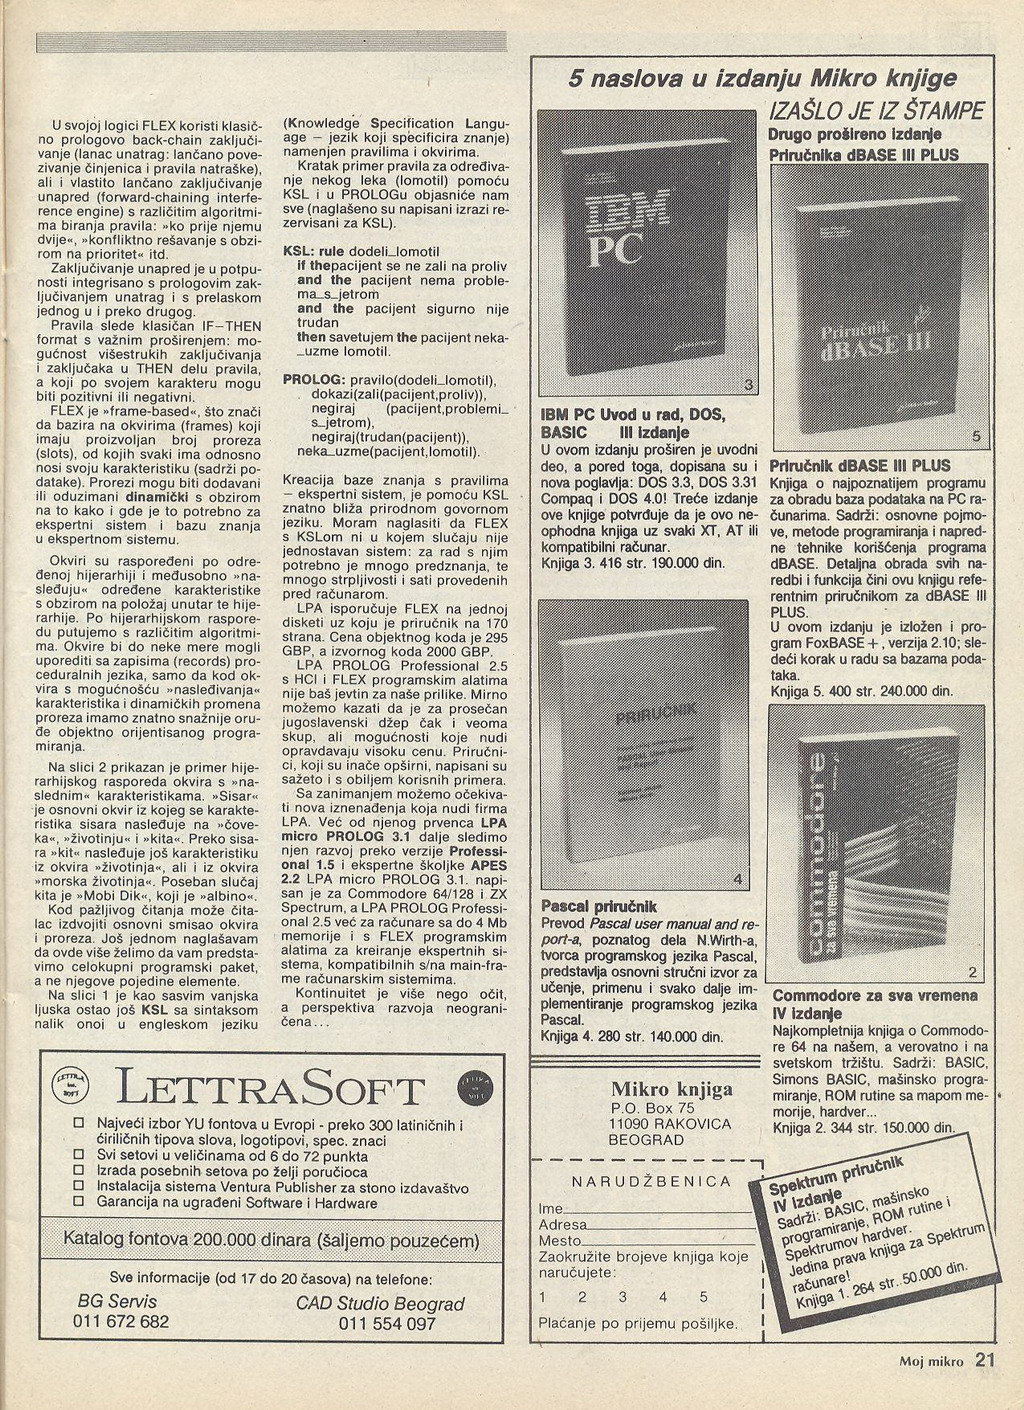 U svojoj logici FLEX koristi klasič-
no prologovo back-chain zaključi-
vanje (lanac unatrag: lančano pove-
zivanje činjenica i pravila natraške),
ali i vlastito lančano zaključivanje
unapred (forward-chaining interfe-
rence engine) s različitim algoritmi-
ma biranja pravila: »ko prije njemu
dvije«, »konfliktno rešavanje s obzi-
rom na prioritet« itd.
Zaključivanje unapred je u potpu-
nosti integrisano s prologovim zak-
ljučivanjem unatrag i s prelaskom
jednog u i preko drugog.
Pravila slede klasičan IF–THEN
format s važnim proširenjem: mo-
gućnost višestrukih zaključivanja
i zaključaka u THEN delu pravila,
a koji po svojem karakteru mogu
biti pozitivni ili negativni.
FLEX je »frame-based«, što znači
da bazira na okvirima (frames) koji
imaju proizvoljan broj proreza
(slots), od kojih svaki ima odnosno
nosi svoju karakteristiku (sadrži po-
datake). Prorezi mogu biti dodavani
ili oduzimani dinamički s obzirom
na to kako i gde je to potrebno za
ekspertni sistem i bazu znanja
u ekspertnom sistemu.
Okviri su raspoređeni po odre-
đenoj hijerarhiji i međusobno »na-
sleđuju« određene karakteristike
s obzirom na položaj unutar te hije-
rarhije. Po hijerarhijskom raspore-
du putujemo s različitim algoritmi-
ma. Okvire bi do neke mere mogli
uporediti sa zapisima (records) pro-
ceduralnih jezika, samo da kod ok-
vira s mogućnošću »nasleđivanja«
karakteristika i dinamičkih promena
proreza imamo znatno snažnije oru-
đe objektno orijentisanog progra-
miranja.
Na slici 2 prikazan je primer hije-
rarhijskog rasporeda okvira s »na-
slednim« karakteristikama. »Sisar«
je osnovni okvir iz kojeg se karakte-
ristika sisara nasleđuje na »čove-
ka«, »životinju« i »kita«. Preko sisa-
ra »kit« nasleđuje još karakteristiku
iz okvira »životinja«, ali i iz okvira
»morska životinja«. Poseban slučaj
kita je »Mobi Dik«, koji je »albino«.
Kod pažljivog čitanja može čita-
lac izdvojiti osnovni smisao okvira
i proreza. Još jednom naglašavam
da ovde više želimo da vam predsta-
vimo celokupni programski paket,
a ne njegove pojedine elemente.
Na slici 1 je kao sasvim vanjska
ljuska ostao još KSL sa sintaksom
nalik onoj u engleskom jeziku
(Knowledge Specification Langu-
age – jezik koji specificira znanje)
namenjen pravilima i okvirima.
Kratak primer pravila za određiva-
nje nekog leka (lomotil) pomoću
KSL i u PROLOGu objasniće nam
sve (naglašeno su napisani izrazi re-
zervisani za KSL).
KSL: rule dodeli_lomotil
if thepacijent se ne zali na proliv
and the pacijent nema proble-
ma_s_jetrom
and the pacijent sigurno nije
trudan
then savetujem the pacijent neka-
_uzme lomotil.
PROLOG: pravilo(dodeli_lomotil),
dokazi(zali(pacijent,proliv)),
negiraj (pacijent,problemi_
s_jetrom),
negiraj(trudan(pacijent)),
neka_uzme(pacijent,lomotil).
Kreacija baze znanja s pravilima
– ekspertni sistem, je pomoću KSL
znatno bliža prirodnom govornom
jeziku. Moram naglasiti da FLEX
s KSLom ni u kojem slučaju nije
jednostavan sistem: za rad s njim
potrebno je mnogo predznanja, te
mnogo strpljivosti i sati provedenih
pred računarom.
LPA isporučuje FLEX na jednoj
disketi uz koju je priručnik na 170
strana. Cena objektnog koda je 295
GBP, a izvornog koda 2000 GBP.
LPA PROLOG Professional 2.5
s HCI i FLEX programskim alatima
nije baš jevtin za naše prilike. Mirno
možemo kazati da je za prosečan
jugoslavenski džep čak i veoma
skup, ali mogućnosti koje nudi
opravdavaju visoku cenu. Priručni-
ci, koji su inače opširni, napisani su
sažeto i s obiljem korisnih primera.
Sa zanimanjem možemo očekiva-
ti nova iznenađenja koja nudi firma
LPA. Već od njenog prvenca LPA
micro PROLOG 3.1 dalje sledimo
njen razvoj preko verzije Professi-
onal 1.5 i ekspertne školjke APES
2.2 LPA micro PROLOG 3.1. napi-
san je za Commodore 64/128 i ZX
Spectrum, a LPA PROLOG Professi-
onal 2.5 već za računare sa do 4 Mb
memorije i s FLEX programskim
alatima za kreiranje ekspertnih si-
stema, kompatibilnih s/na main-fra-
me računarskim sistemima.
Kontinuitet je više nego očit,
a perspektiva razvoja neograni-
čena...
LETTRASOFT
Najveći izbor YU fontova u Evropi - preko 300 latiničnih i
ćiriličnih tipova slova, logotipovi, spec. znaci
Svi setovi u veličinama od 6 do 72 punkta
Izrada posebnih setova po želji poručioca
Instalacija sistema Ventura Publisher za stono izdavaštvo
Garancija na ugrađeni Software i Hardware
Katalog fontova 200.000 dinara (šaljemo pouzećem)
Sve informacije (od 17 do 20 časova) na telefone:
BG Servis CAD Studio Beograd
011 672 682 011 554 097
5 naslova u izdanju Mikro knjige
IZAŠLO JE IZ ŠTAMPE
Drugo prošireno izdanje
Priručnika dBASE III PLUS
IBM
PC
3
IBM PC Uvod u rad, DOS,
BASIC III izdanje
U ovom izdanju proširen je uvodni
deo, a pored toga, dopisana su i
nova poglavlja: DOS 3.3, DOS 3.31
Compaq i DOS 4.0! Treće izdanje
ove knjige potvrđuje da je ovo ne-
ophodna knjiga uz svaki XT, AT ili
kompatibilni računar.
Knjiga 3. 416 str. 190.000 din.
PRIRUČNIK
4
Pascal priručnik
Prevod Pascal user manual and re-
port-a, poznatog dela N.Wirth-a,
tvorca programskog jezika Pascal,
predstavlja osnovni stručni izvor za
učenje, primenu i svako dalje im-
plementiranje programskog jezika
Pascal.
Knjiga 4. 280 str. 140.000 din.
Priručnik
dBASE III
5
Priručnik dBASE III PLUS
Knjiga o najpoznatijem programu
za obradu baza podataka na PC ra-
čunarima. Sadrži: osnovne pojmo-
ve, metode programiranja i napred-
ne tehnike korišćenja programa
dBASE. Detaljna obrada svih na-
redbi i funkcija čini ovu knjigu refe-
rentnim priručnikom za dBASE III
PLUS.
U ovom izdanju je izložen i pro-
gram FoxBASE+, verzija 2.10; sle-
deći korak u radu sa bazama poda-
taka.
Knjiga 5. 400 str. 240.000 din.
commodore
za sva vremena
2
Commodore za sva vremena
IV izdanje
Najkompletnija knjiga o Commodo-
re 64 na našem, a verovatno i na
svetskom tržištu. Sadrži: BASIC,
Simons BASIC, mašinsko progra-
miranje, ROM rutine sa mapom me-
morije, hardver...
Knjiga 2. 344 str. 150.000 din.
Mikro knjiga
P.O. Box 75
11090 RAKOVICA
BEOGRAD
NARUDŽBENICA
Ime
Adresa
Mesto
Zaokružite brojeve knjiga koje
naručujete:
1 2 3 4 5
Plaćanje po prijemu pošiljke.
Spektrum priručnik
IV izdanje
Sadrži: BASIC, mašinsko
programiranje, ROM rutine i
Spektrumov hardver.
Jedina prava knjiga za Spektrum
računare!
Knjiga 1. 264 str. 50.000 din.
Moj mikro 21